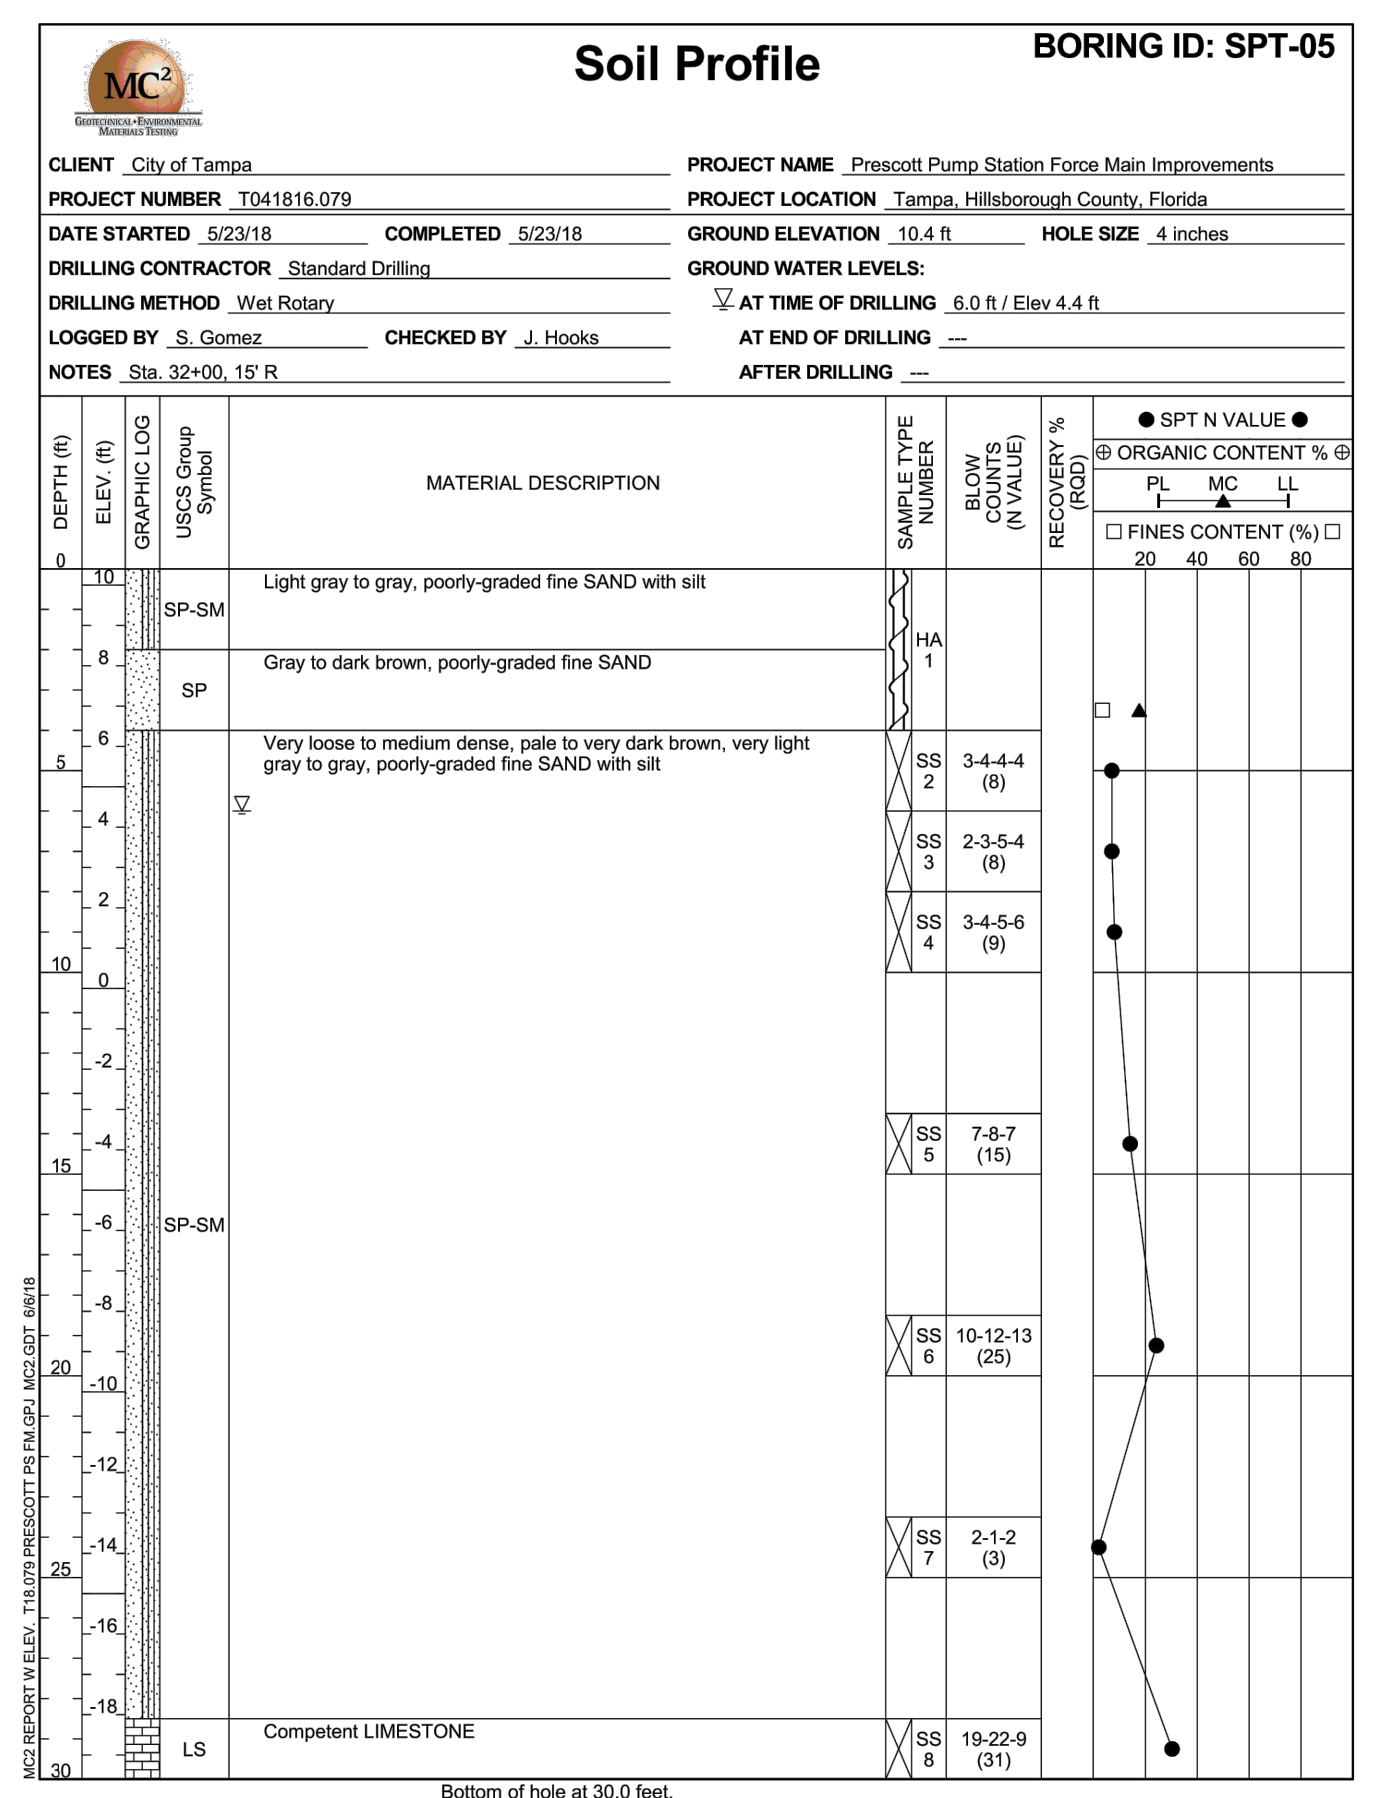 Soil Profile
BORING ID: SPT-05
MC²
GEOTECHNICAL•ENVIRONMENTAL
MATERIALS TESTING
CLIENT City of Tampa
PROJECT NAME Prescott Pump Station Force Main Improvements
PROJECT NUMBER T041816.079
PROJECT LOCATION Tampa, Hillsborough County, Florida
DATE STARTED 5/23/18 COMPLETED 5/23/18
GROUND ELEVATION 10.4 ft HOLE SIZE 4 inches
DRILLING CONTRACTOR Standard Drilling
GROUND WATER LEVELS:
DRILLING METHOD Wet Rotary
AT TIME OF DRILLING 6.0 ft / Elev 4.4 ft
LOGGED BY S. Gomez CHECKED BY J. Hooks
AT END OF DRILLING ---
NOTES Sta. 32+00, 15' R
AFTER DRILLING ---
DEPTH (ft)
ELEV. (ft)
GRAPHIC LOG
USCS Group
Symbol
MATERIAL DESCRIPTION
SAMPLE TYPE
NUMBER
BLOW
COUNTS
(N VALUE)
RECOVERY %
(RQD)
● SPT N VALUE ●
⊕ ORGANIC CONTENT % ⊕
PL MC LL
□ FINES CONTENT (%) □
20 40 60 80
0
10
Light gray to gray, poorly-graded fine SAND with silt
SP-SM
HA
1
8
Gray to dark brown, poorly-graded fine SAND
SP
6
Very loose to medium dense, pale to very dark brown, very light
gray to gray, poorly-graded fine SAND with silt
5
SS
2
3-4-4-4
(8)
4
SS
3
2-3-5-4
(8)
2
SS
4
3-4-5-6
(9)
10
0
-2
-4
SS
5
7-8-7
(15)
15
-6
SP-SM
-8
SS
6
10-12-13
(25)
20
-10
-12
-14
SS
7
2-1-2
(3)
25
-16
-18
Competent LIMESTONE
LS
SS
8
19-22-9
(31)
30
Bottom of hole at 30.0 feet.
MC2 REPORT W ELEV. T18.079 PRESCOTT PS FM.GPJ MC2.GDT 6/6/18